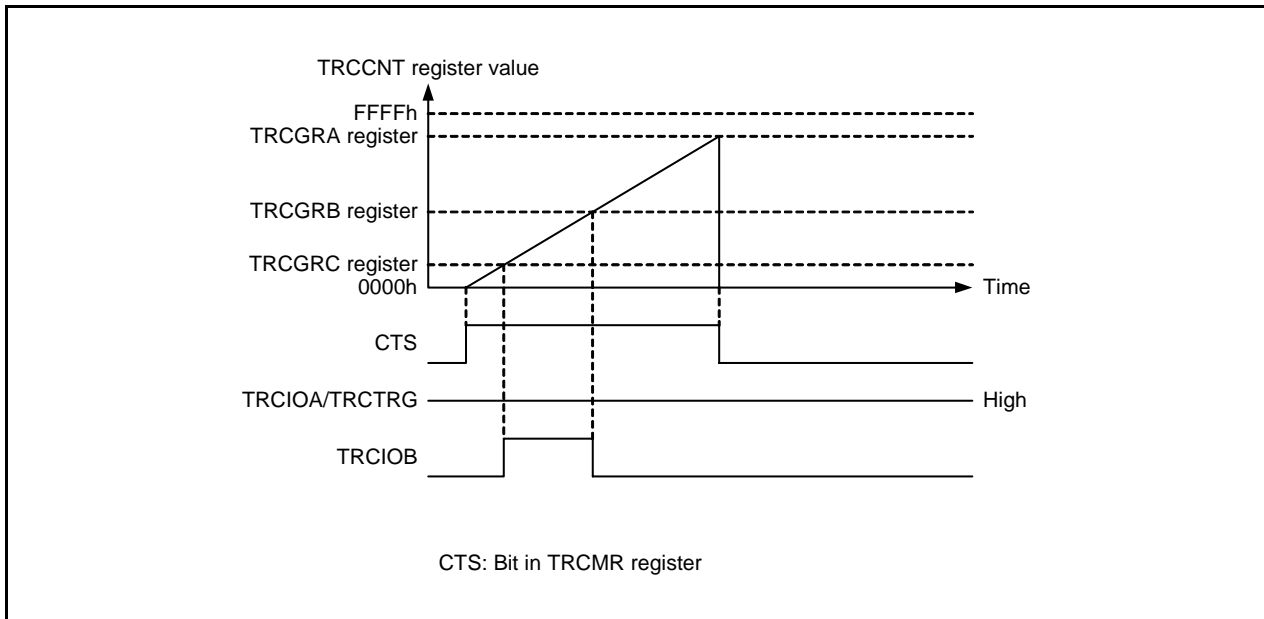 TRCCNT register value
FFFFh
TRCGRA register
TRCGRB register
TRCGRC register
0000h
Time
CTS
TRCIOA/TRCTRG
High
TRCIOB
CTS: Bit in TRCMR register